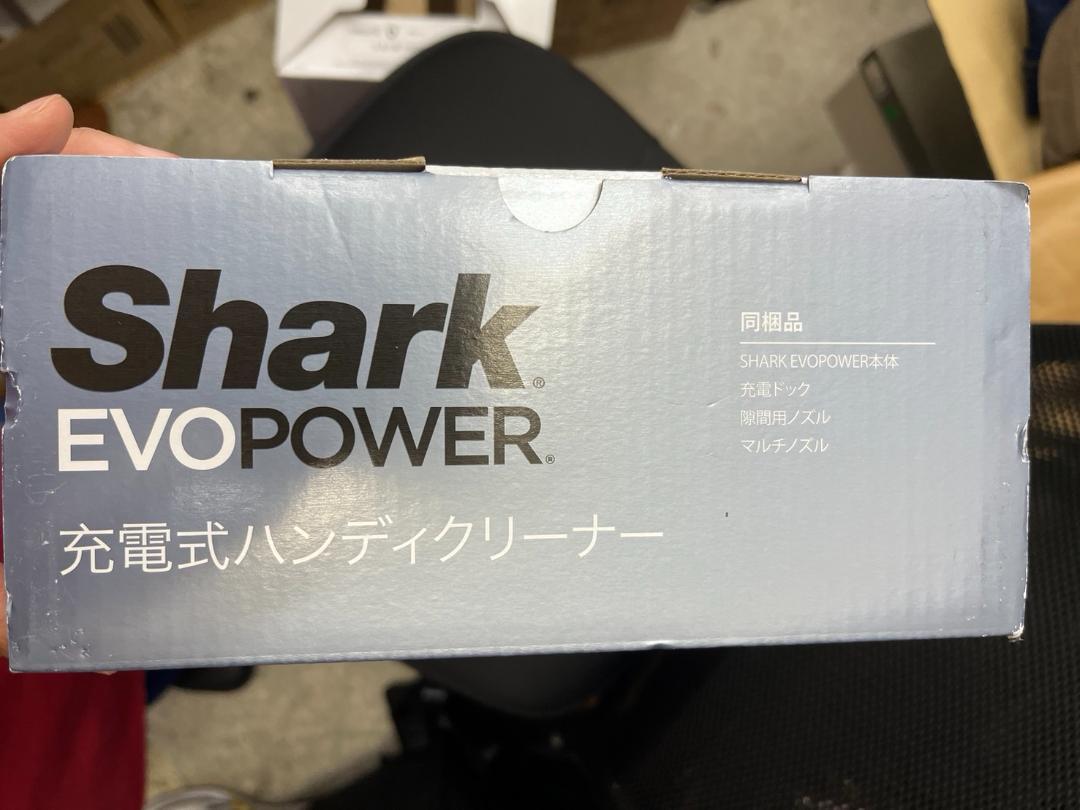 Shark®
EVOPOWER®
充電式ハンディクリーナー
同梱品
SHARK EVOPOWER本体
充電ドック
隙間用ノズル
マルチノズル